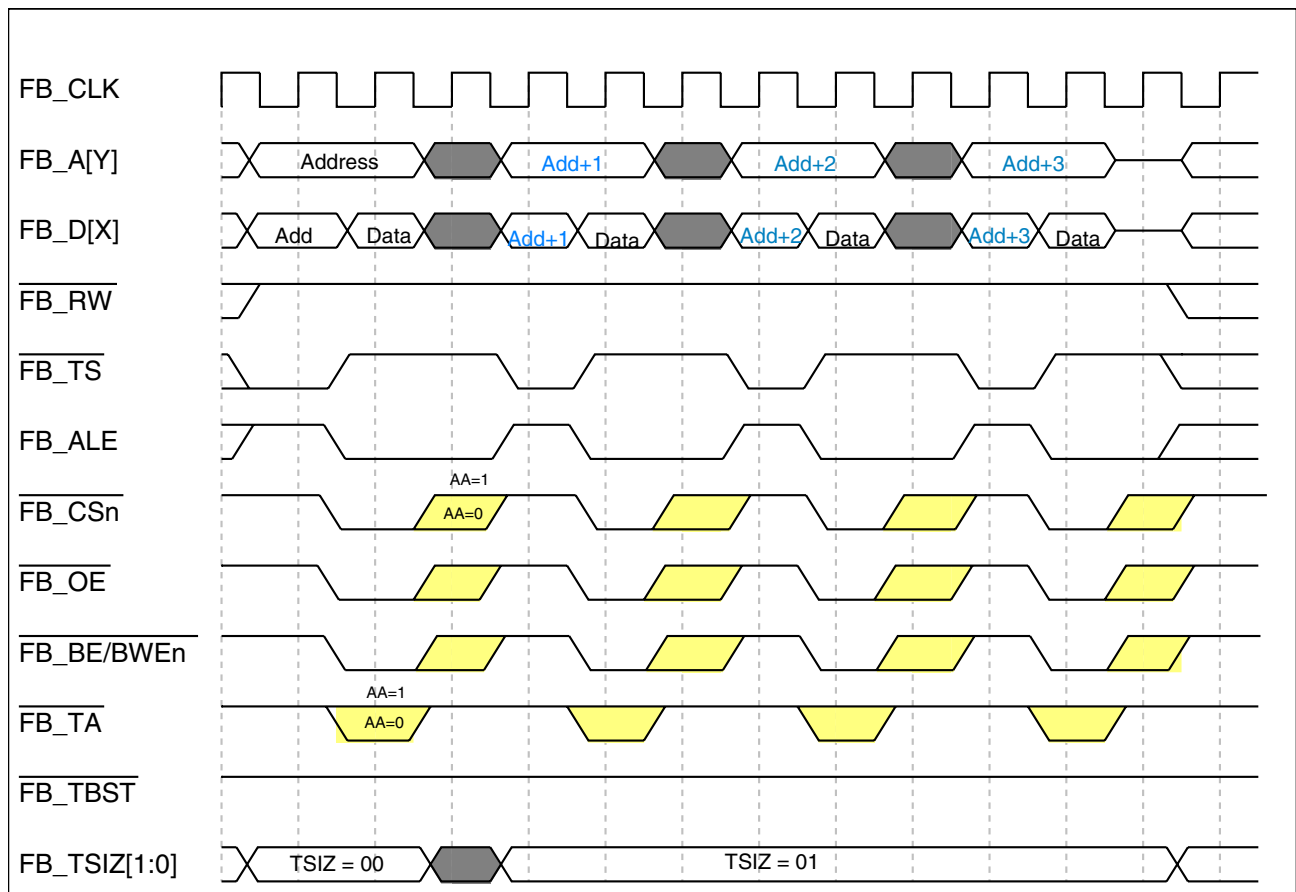 FB_CLK
FB_A[Y] Address Add+1 Add+2 Add+3
FB_D[X] Add Data Add+1 Data Add+2 Data Add+3 Data
FB_RW
FB_TS
FB_ALE
AA=1
FB_CSn AA=0
FB_OE
FB_BE/BWEn
AA=1
FB_TA AA=0
FB_TBST
FB_TSIZ[1:0] TSIZ = 00 TSIZ = 01